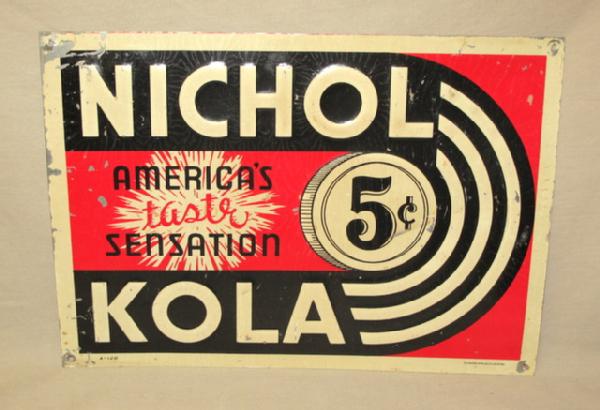 NICHOL
AMERICA'S
taste
SENSATION
5¢
KOLA